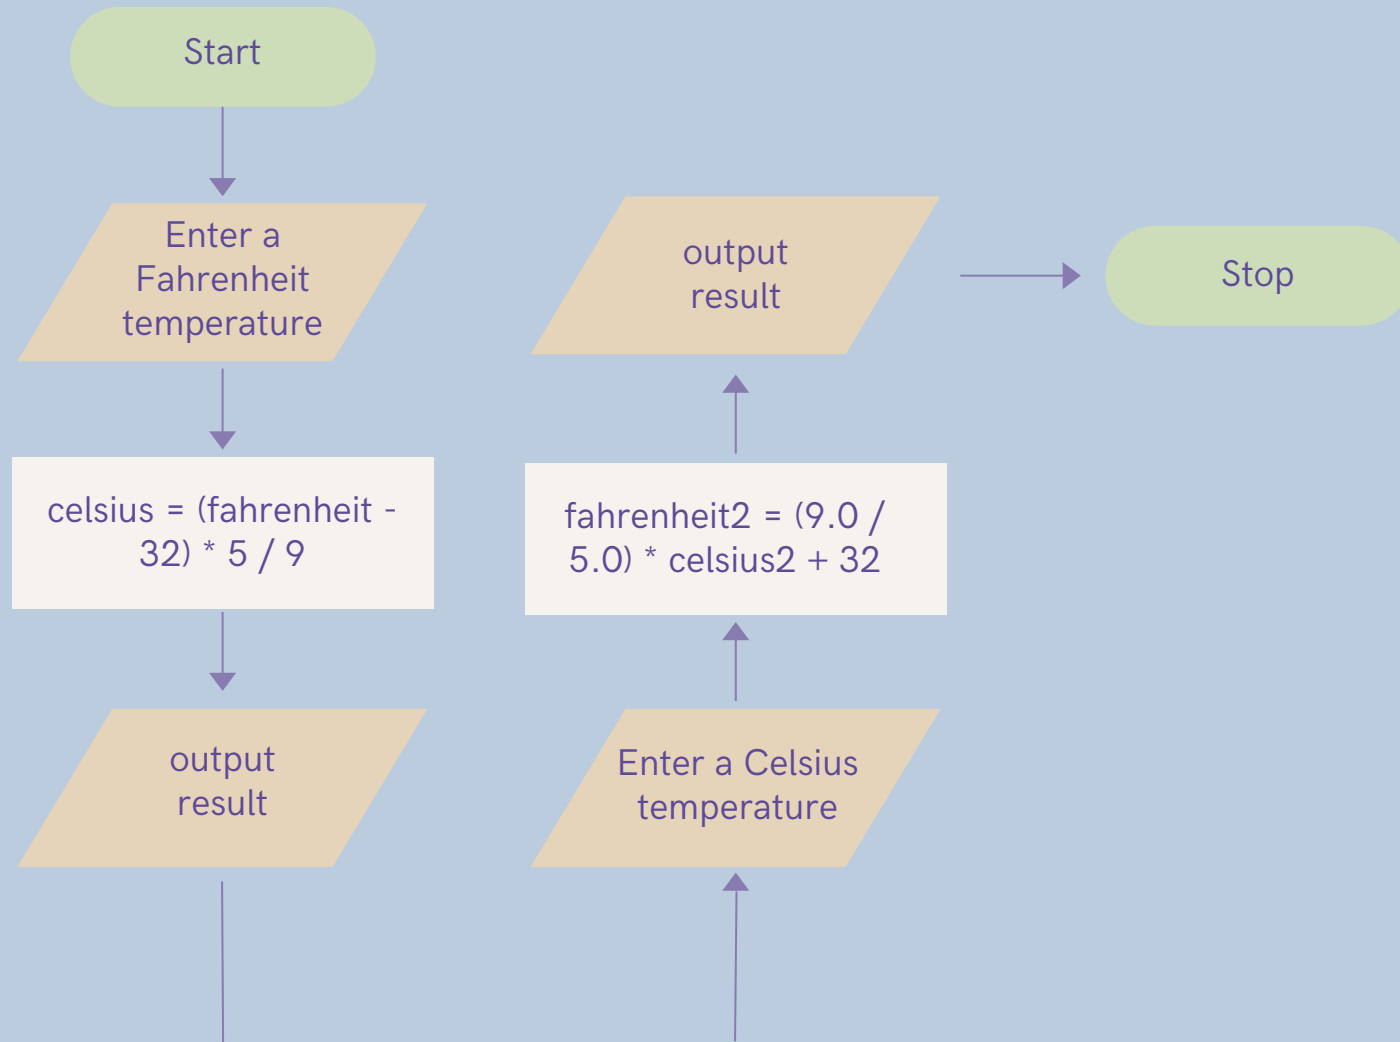 Start
Enter a
Fahrenheit
temperature
celsius = (fahrenheit -
32) * 5 / 9
output
result
Enter a Celsius
temperature
fahrenheit2 = (9.0 /
5.0) * celsius2 + 32
output
result
Stop